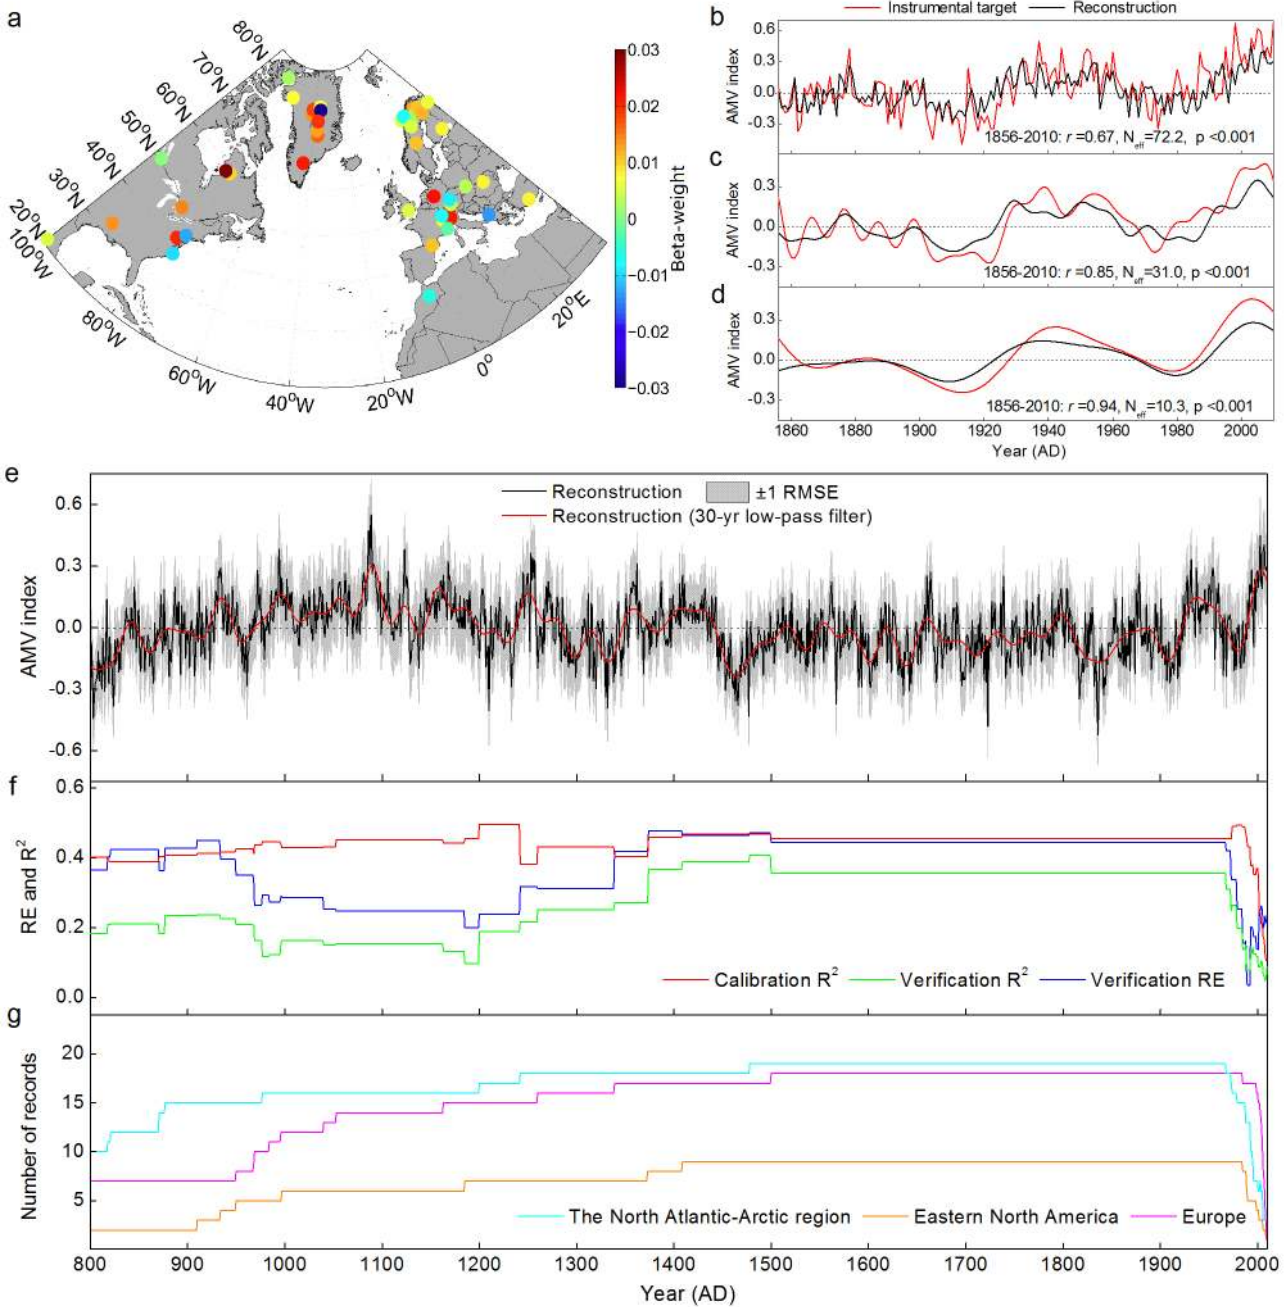 a
80°N
70°N
60°N
50°N
40°N
30°N
20°N
100°W
80°W
60°W
40°W
20°W
0°
20°E
0.03
0.02
0.01
0
−0.01
−0.02
−0.03
Beta-weight
b
Instrumental target
Reconstruction
0.6
0.3
0.0
-0.3
AMV index
1856-2010: r =0.67, Neff=72.2, p <0.001
c
0.3
0.0
-0.3
AMV index
1856-2010: r =0.85, Neff=31.0, p <0.001
d
0.3
0.0
-0.3
AMV index
1856-2010: r =0.94, Neff=10.3, p <0.001
1860 1880 1900 1920 1940 1960 1980 2000
Year (AD)
e
Reconstruction ±1 RMSE
Reconstruction (30-yr low-pass filter)
0.6
0.3
0.0
-0.3
-0.6
AMV index
f
0.6
0.4
0.2
0.0
RE and R²
Calibration R² Verification R² Verification RE
g
20
15
10
5
Number of records
The North Atlantic-Arctic region Eastern North America Europe
800 900 1000 1100 1200 1300 1400 1500 1600 1700 1800 1900 2000
Year (AD)